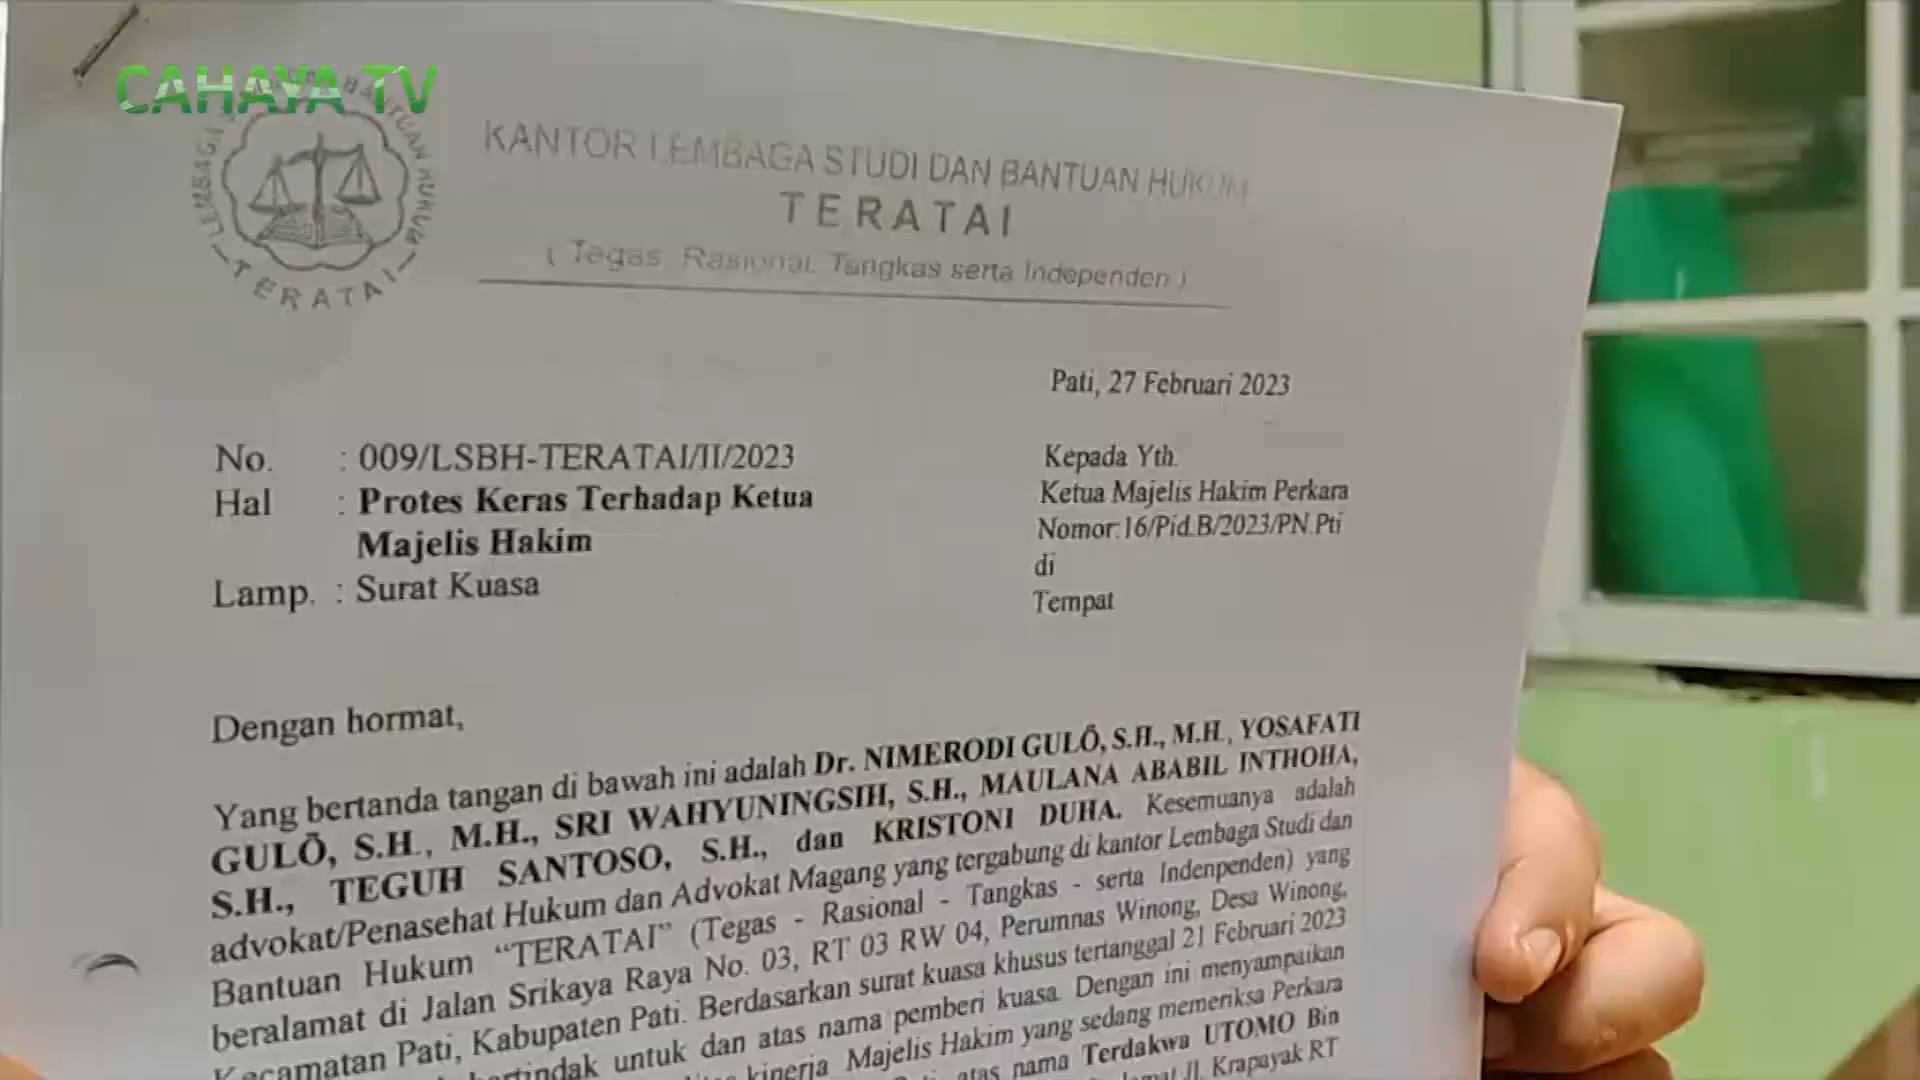 CAHAYA TV
LEMBAGA BANTUAN HUKUM
TERATAI
KANTOR LEMBAGA STUDI DAN BANTUAN HUKUM
TERATAI
( Tegas, Rasional, Tangkas serta Independen )
Pati, 27 Februari 2023
No. : 009/LSBH-TERATAI/II/2023
Hal : Protes Keras Terhadap Ketua
Majelis Hakim
Lamp. : Surat Kuasa
Kepada Yth.
Ketua Majelis Hakim Perkara
Nomor:16/Pid.B/2023/PN.Pti
di
Tempat
Dengan hormat,
Yang bertanda tangan di bawah ini adalah Dr. NIMERODI GULÕ, S.H., M.H., YOSAFATI
GULÕ, S.H., M.H., SRI WAHYUNINGSIH, S.H., MAULANA ABABIL INTHOHA,
S.H., TEGUH SANTOSO, S.H., dan KRISTONI DUHA. Kesemuanya adalah
advokat/Penasehat Hukum dan Advokat Magang yang tergabung di kantor Lembaga Studi dan
Bantuan Hukum “TERATAI” (Tegas - Rasional - Tangkas - serta Indenpenden) yang
beralamat di Jalan Srikaya Raya No. 03, RT 03 RW 04, Perumnas Winong, Desa Winong,
Kecamatan Pati, Kabupaten Pati. Berdasarkan surat kuasa khusus tertanggal 21 Februari 2023
bertindak untuk dan atas nama pemberi kuasa. Dengan ini menyampaikan
kinerja Majelis Hakim yang sedang memeriksa Perkara
atas nama Terdakwa UTOMO Bin
Jl. Krapayak RT